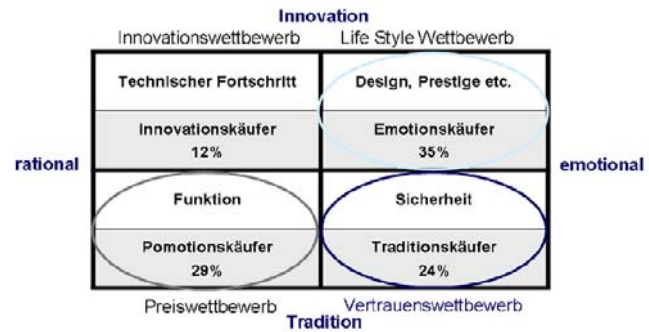 Innovation
Innovationswettbewerb Life Style Wettbewerb
Technischer Fortschritt Design, Prestige etc.
Innovationskäufer Emotionskäufer
12% 35%
rational emotional
Funktion Sicherheit
Pomotionskäufer Traditionskäufer
29% 24%
Preiswettbewerb Vertrauenswettbewerb
Tradition